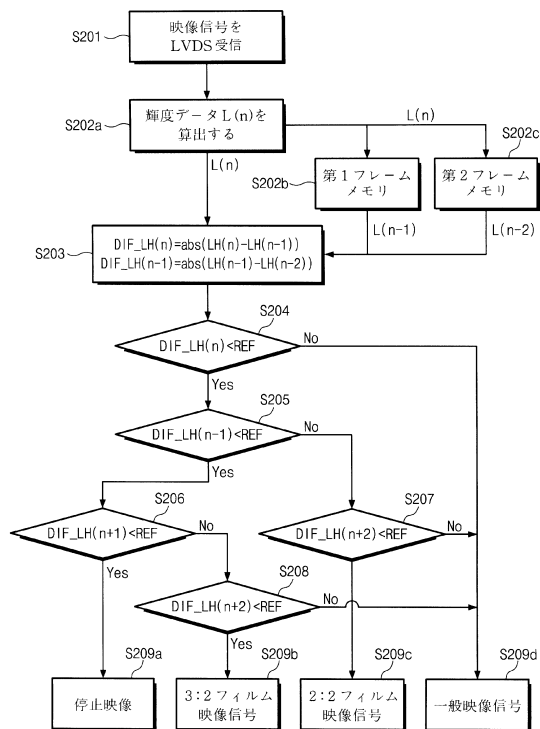 S201
映像信号を
LVDS受信
S202a
輝度データL(n)を
算出する
L(n)
L(n)
S202c
S202b
第1フレーム
メモリ
第2フレーム
メモリ
L(n-1)
L(n-2)
S203
DIF_LH(n)=abs(LH(n)-LH(n-1))
DIF_LH(n-1)=abs(LH(n-1)-LH(n-2))
S204
DIF_LH(n)<REF
No
Yes
S205
DIF_LH(n-1)<REF
No
Yes
S206
DIF_LH(n+1)<REF
No
Yes
S207
DIF_LH(n+2)<REF
No
S208
DIF_LH(n+2)<REF
No
Yes
S209a
停止映像
S209b
3:2フィルム
映像信号
S209c
2:2フィルム
映像信号
S209d
一般映像信号